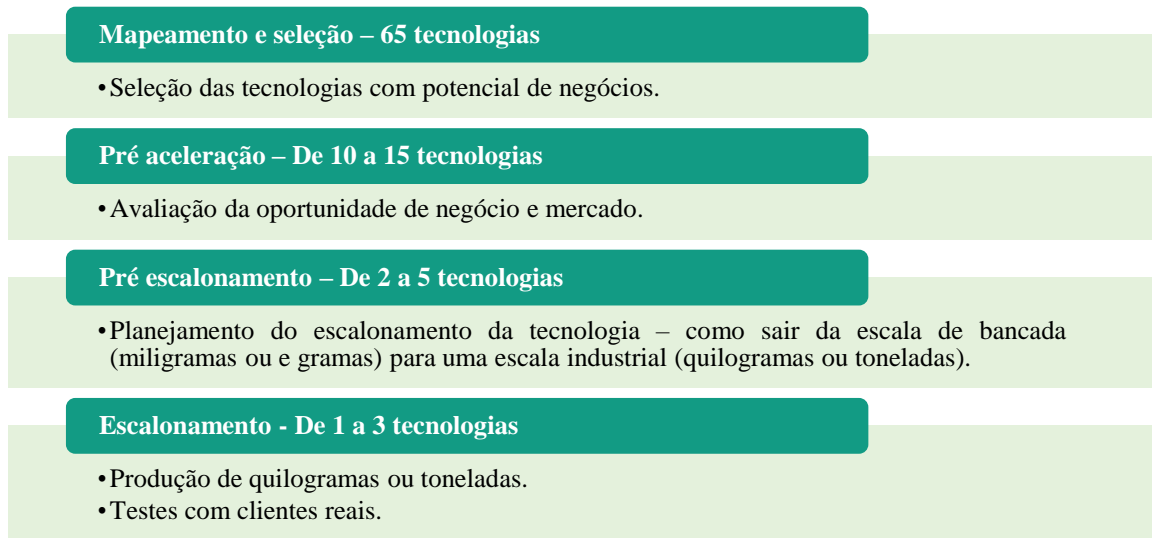 Mapeamento e seleção – 65 tecnologias
•Seleção das tecnologias com potencial de negócios.
Pré aceleração – De 10 a 15 tecnologias
•Avaliação da oportunidade de negócio e mercado.
Pré escalonamento – De 2 a 5 tecnologias
•Planejamento do escalonamento da tecnologia – como sair da escala de bancada
(miligramas ou e gramas) para uma escala industrial (quilogramas ou toneladas).
Escalonamento - De 1 a 3 tecnologias
•Produção de quilogramas ou toneladas.
•Testes com clientes reais.